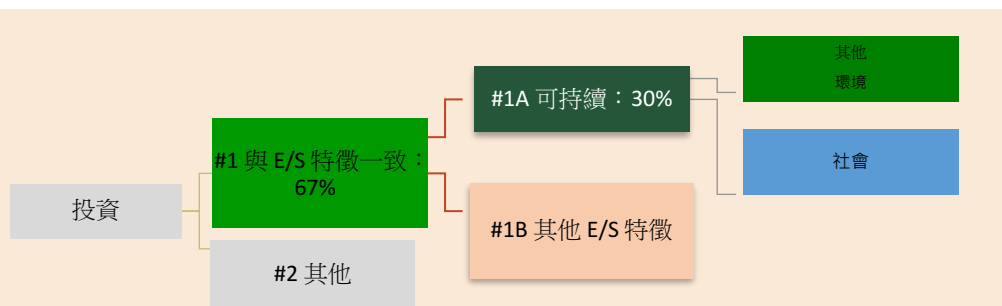 投資
#1 與 E/S 特徵一致：
67%
#2 其他
#1A 可持續：30%
#1B 其他 E/S 特徵
其他
環境
社會